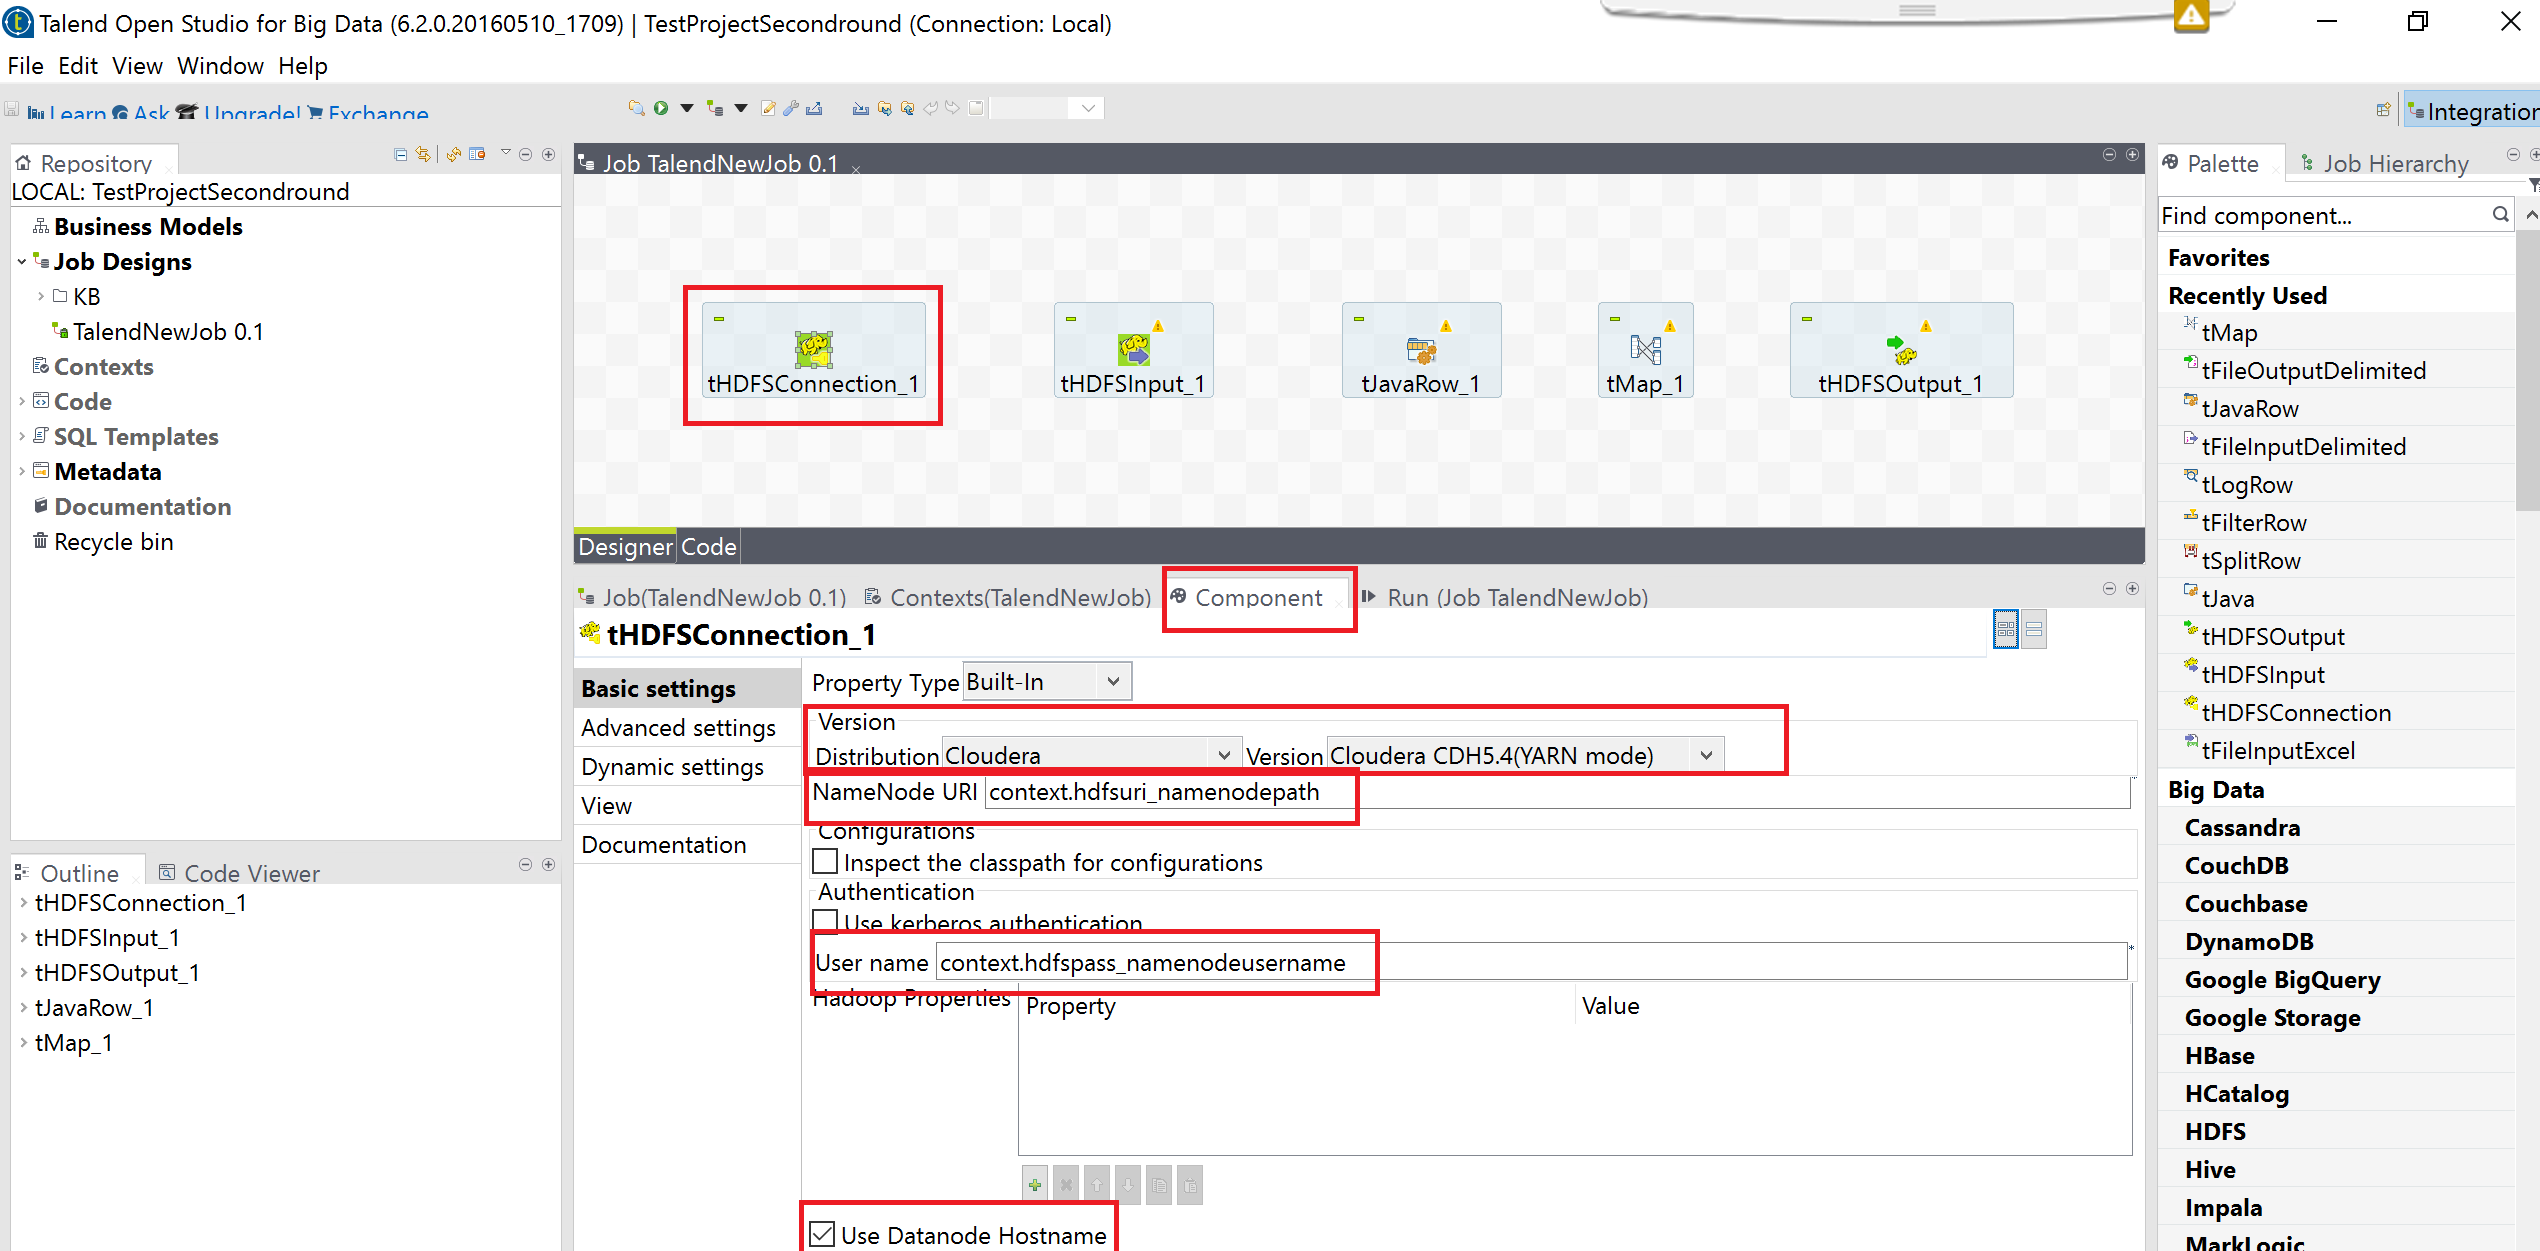 Talend Open Studio for Big Data (6.2.0.20160510_1709) | TestProjectSecondround (Connection: Local)
File Edit View Window Help
Learn Ask Upgrade! Exchange
Integration
Repository
LOCAL: TestProjectSecondround
Business Models
Job Designs
KB
TalendNewJob 0.1
Contexts
Code
SQL Templates
Metadata
Documentation
Recycle bin
Outline Code Viewer
tHDFSConnection_1
tHDFSInput_1
tHDFSOutput_1
tJavaRow_1
tMap_1
Job TalendNewJob 0.1
tHDFSConnection_1 tHDFSInput_1 tJavaRow_1 tMap_1 tHDFSOutput_1
Designer Code
Job(TalendNewJob 0.1) Contexts(TalendNewJob) Component Run (Job TalendNewJob)
tHDFSConnection_1
Basic settings
Advanced settings
Dynamic settings
View
Documentation
Property Type Built-In
Version
Distribution Cloudera Version Cloudera CDH5.4(YARN mode)
NameNode URI context.hdfsuri_namenodepath
Configurations
Inspect the classpath for configurations
Authentication
Use kerberos authentication
User name context.hdfspass_namenodeusername *
Hadoop Properties Property Value
Use Datanode Hostname
Palette Job Hierarchy
Find component...
Favorites
Recently Used
tMap
tFileOutputDelimited
tJavaRow
tFileInputDelimited
tLogRow
tFilterRow
tSplitRow
tJava
tHDFSOutput
tHDFSInput
tHDFSConnection
tFileInputExcel
Big Data
Cassandra
CouchDB
Couchbase
DynamoDB
Google BigQuery
Google Storage
HBase
HCatalog
HDFS
Hive
Impala
MarkLogic